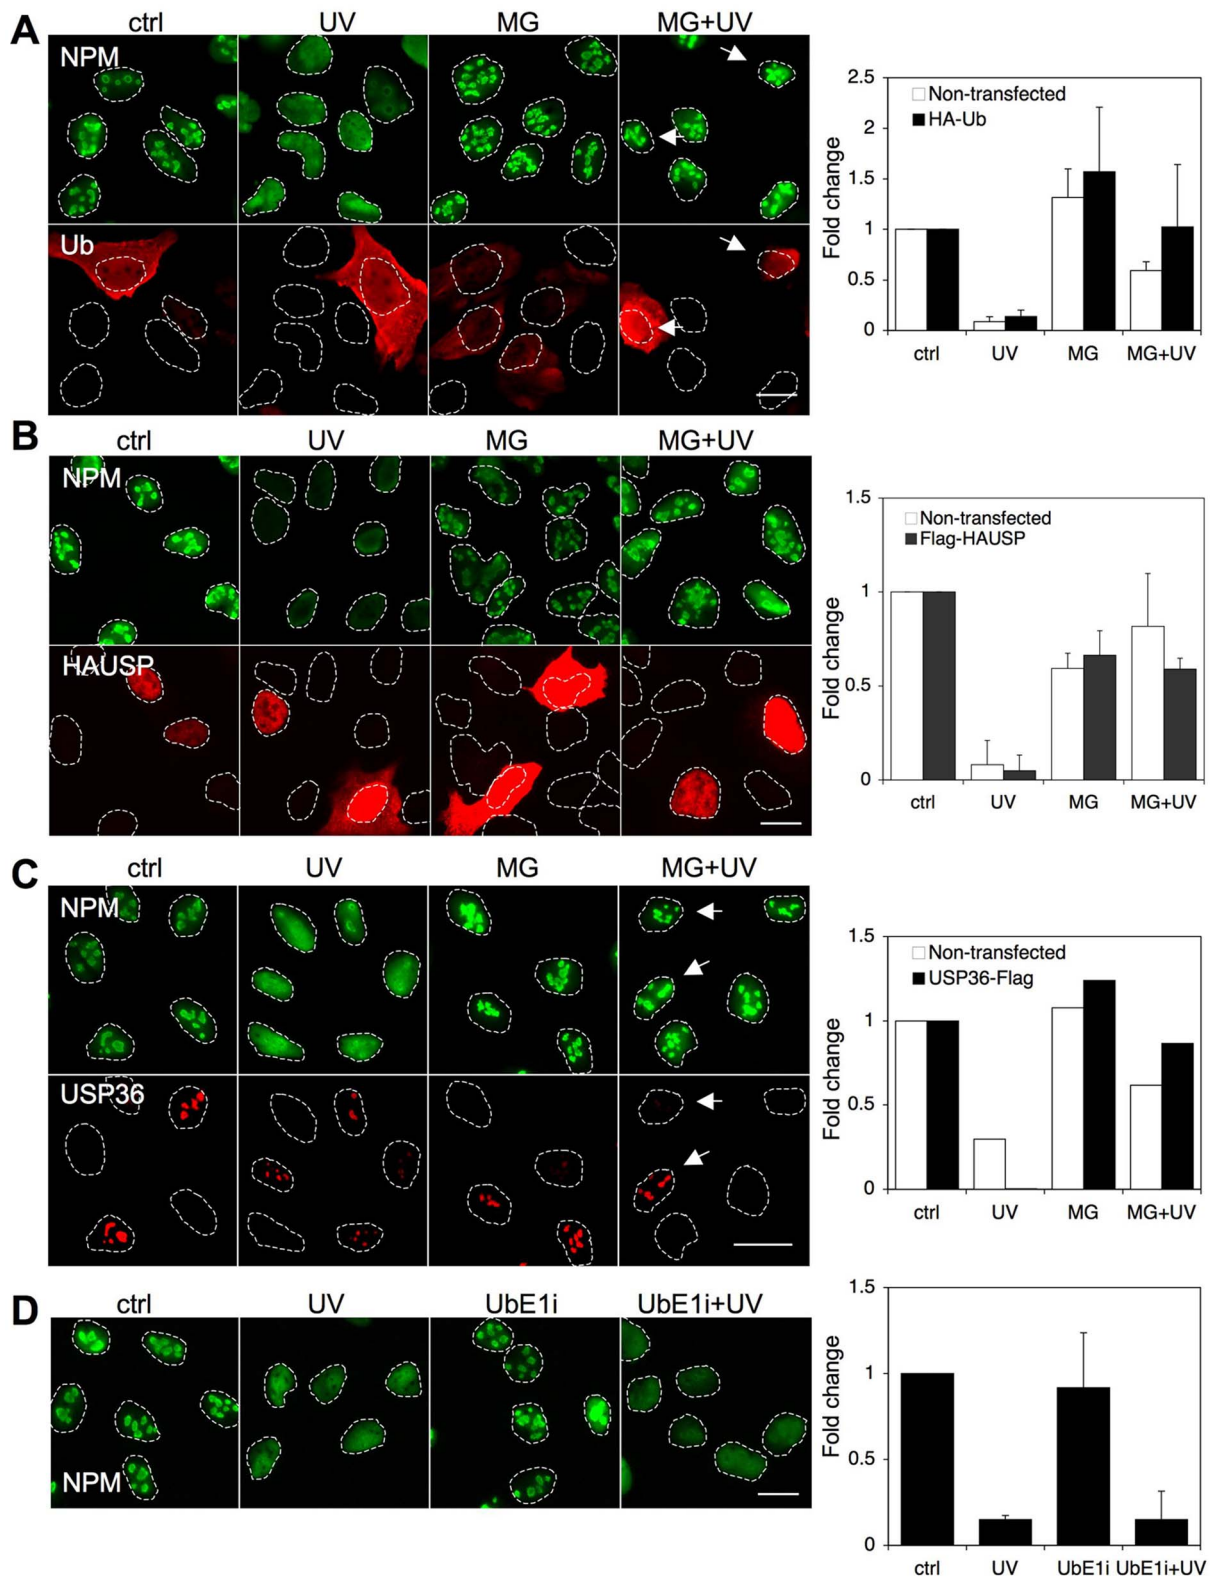 A
ctrl UV MG MG+UV
NPM
Ub
2.5
2
1.5
1
0.5
0
Fold change
Non-transfected
HA-Ub
ctrl UV MG MG+UV
B
ctrl UV MG MG+UV
NPM
HAUSP
1.5
1
0.5
0
Fold change
Non-transfected
Flag-HAUSP
ctrl UV MG MG+UV
C
ctrl UV MG MG+UV
NPM
USP36
1.5
1
0.5
0
Fold change
Non-transfected
USP36-Flag
ctrl UV MG MG+UV
D
ctrl UV UbE1i UbE1i+UV
NPM
1.5
1
0.5
0
Fold change
ctrl UV UbE1i UbE1i+UV